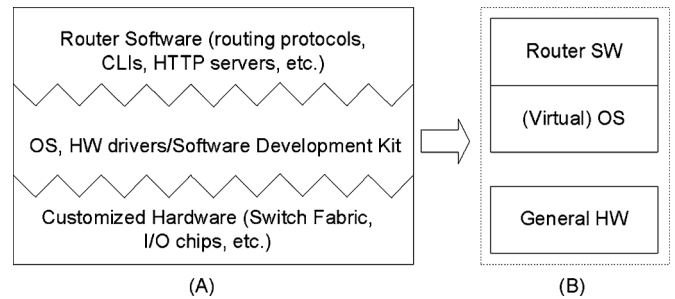 Router Software (routing protocols,
CLIs, HTTP servers, etc.)
OS, HW drivers/Software Development Kit
Customized Hardware (Switch Fabric,
I/O chips, etc.)
(A)
Router SW
(Virtual) OS
General HW
(B)